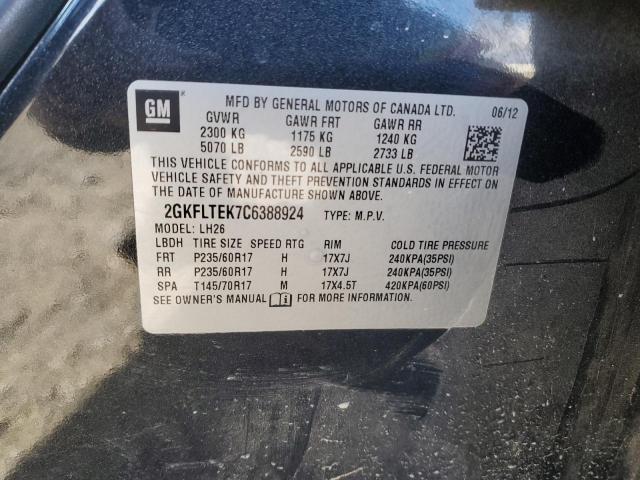 GM
MFD BY GENERAL MOTORS OF CANADA LTD. 06/12
GVWR GAWR FRT GAWR RR
2300 KG 1175 KG 1240 KG
5070 LB 2590 LB 2733 LB
THIS VEHICLE CONFORMS TO ALL APPLICABLE U.S. FEDERAL MOTOR
VEHICLE SAFETY AND THEFT PREVENTION STANDARDS IN EFFECT ON
THE DATE OF MANUFACTURE SHOWN ABOVE.
2GKFLTEK7C6388924 TYPE: M.P.V.
MODEL: LH26
LBDH TIRE SIZE SPEED RTG RIM COLD TIRE PRESSURE
FRT P235/60R17 H 17X7J 240KPA(35PSI)
RR P235/60R17 H 17X7J 240KPA(35PSI)
SPA T145/70R17 M 17X4.5T 420KPA(60PSI)
SEE OWNER'S MANUAL FOR MORE INFORMATION.